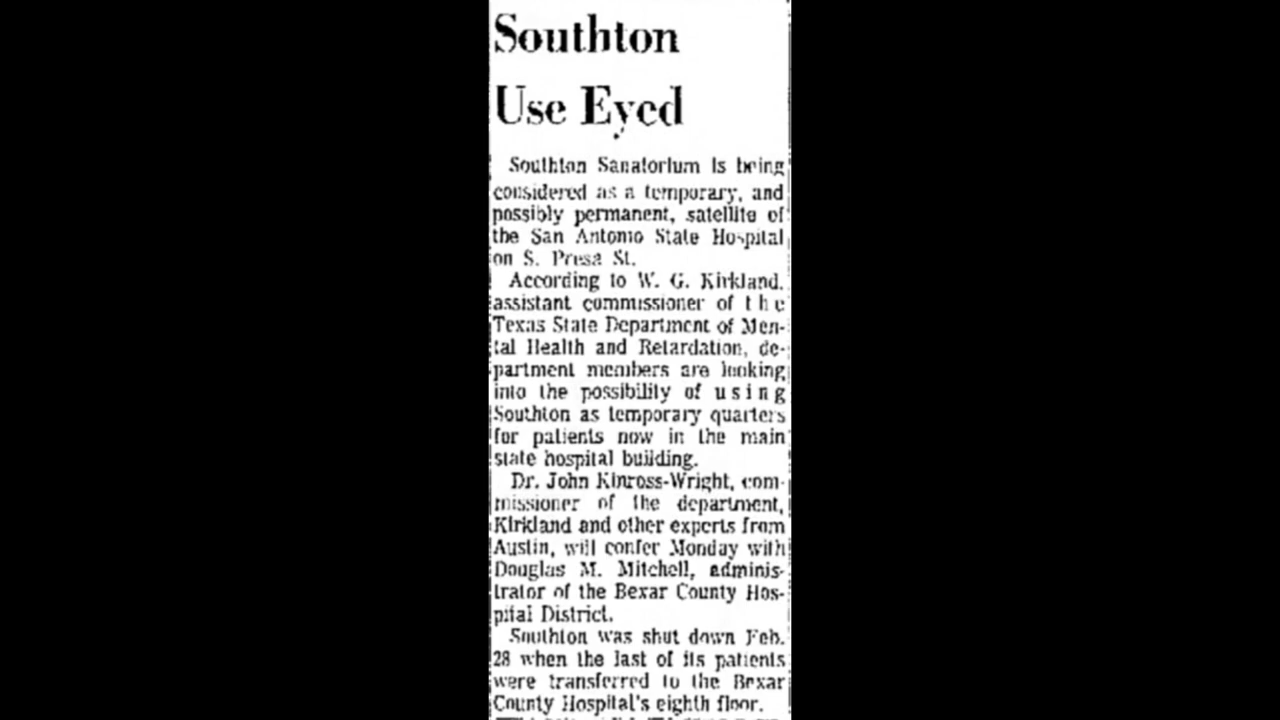 Southton
Use Eyed
Southton Sanatorium is being
considered as a temporary, and
possibly permanent, satellite of
the San Antonio State Hospital
on S. Presa St.
According to W. G. Kirkland,
assistant commissioner of the
Texas State Department of Men-
tal Health and Retardation, de-
partment members are looking
into the possibility of using
Southton as temporary quarters
for patients now in the main
state hospital building.
Dr. John Kinross-Wright, com-
missioner of the department,
Kirkland and other experts from
Austin, will confer Monday with
Douglas M. Mitchell, adminis-
trator of the Bexar County Hos-
pital District.
Southton was shut down Feb.
28 when the last of its patients
were transferred to the Bexar
County Hospital's eighth floor.